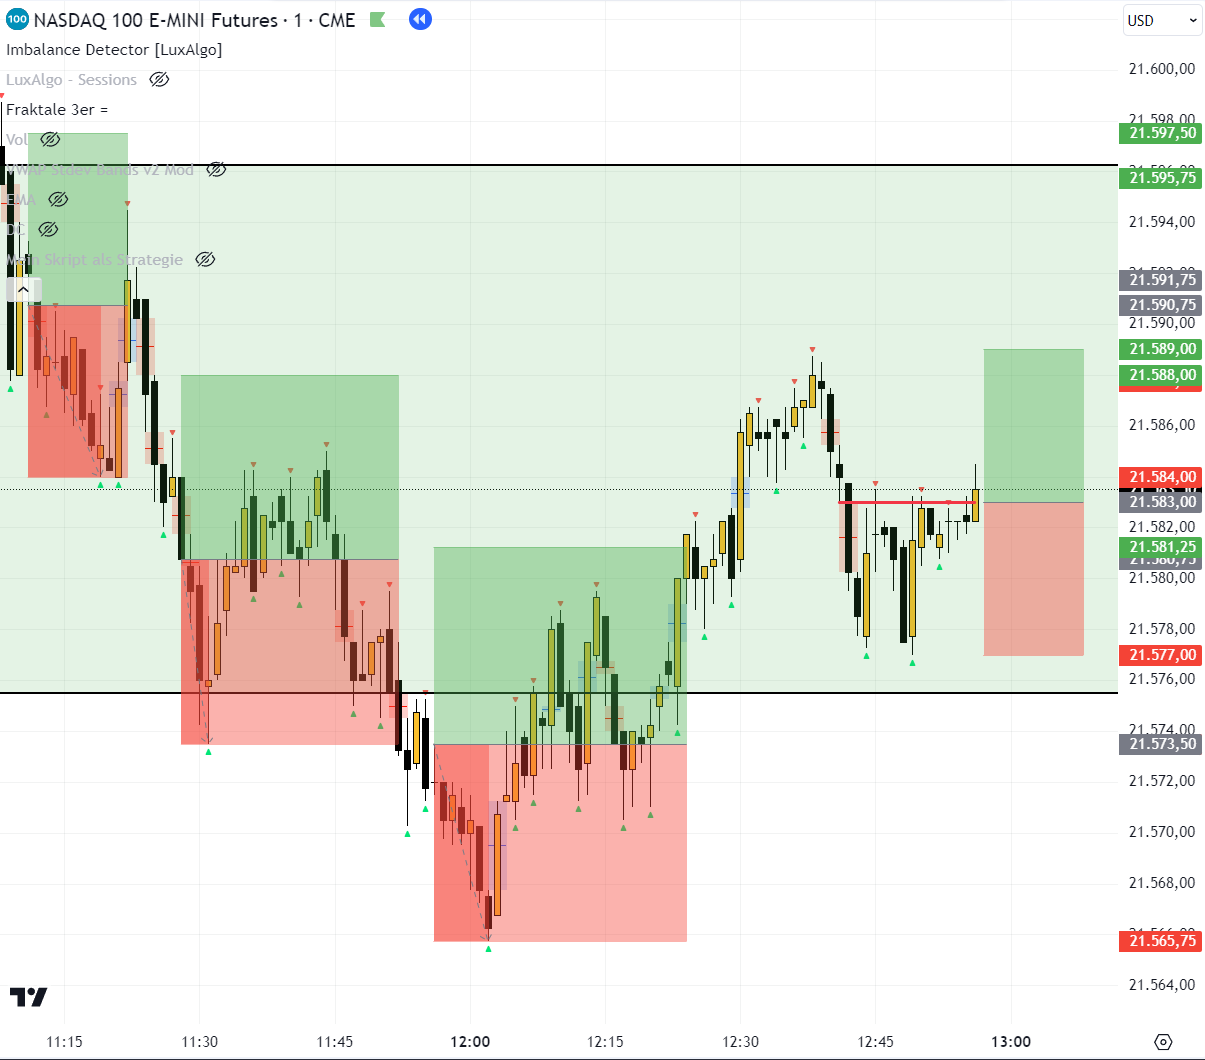 100 NASDAQ 100 E-MINI Futures · 1 · CME
Imbalance Detector [LuxAlgo]
LuxAlgo - Sessions
Fraktale 3er =
Vol
VWAP Stdev Bands v2 Mod
EMA
DC
Mein Skript als Strategie
USD
21.600,00
21.598,00
21.597,50
21.595,75
21.594,00
21.592,00
21.591,75
21.590,75
21.590,00
21.589,00
21.588,00
21.586,00
21.584,00
21.583,00
21.582,00
21.581,25
21.580,75
21.580,00
21.578,00
21.577,00
21.576,00
21.574,00
21.573,50
21.572,00
21.570,00
21.568,00
21.566,00
21.565,75
21.564,00
11:15 11:30 11:45 12:00 12:15 12:30 12:45 13:00